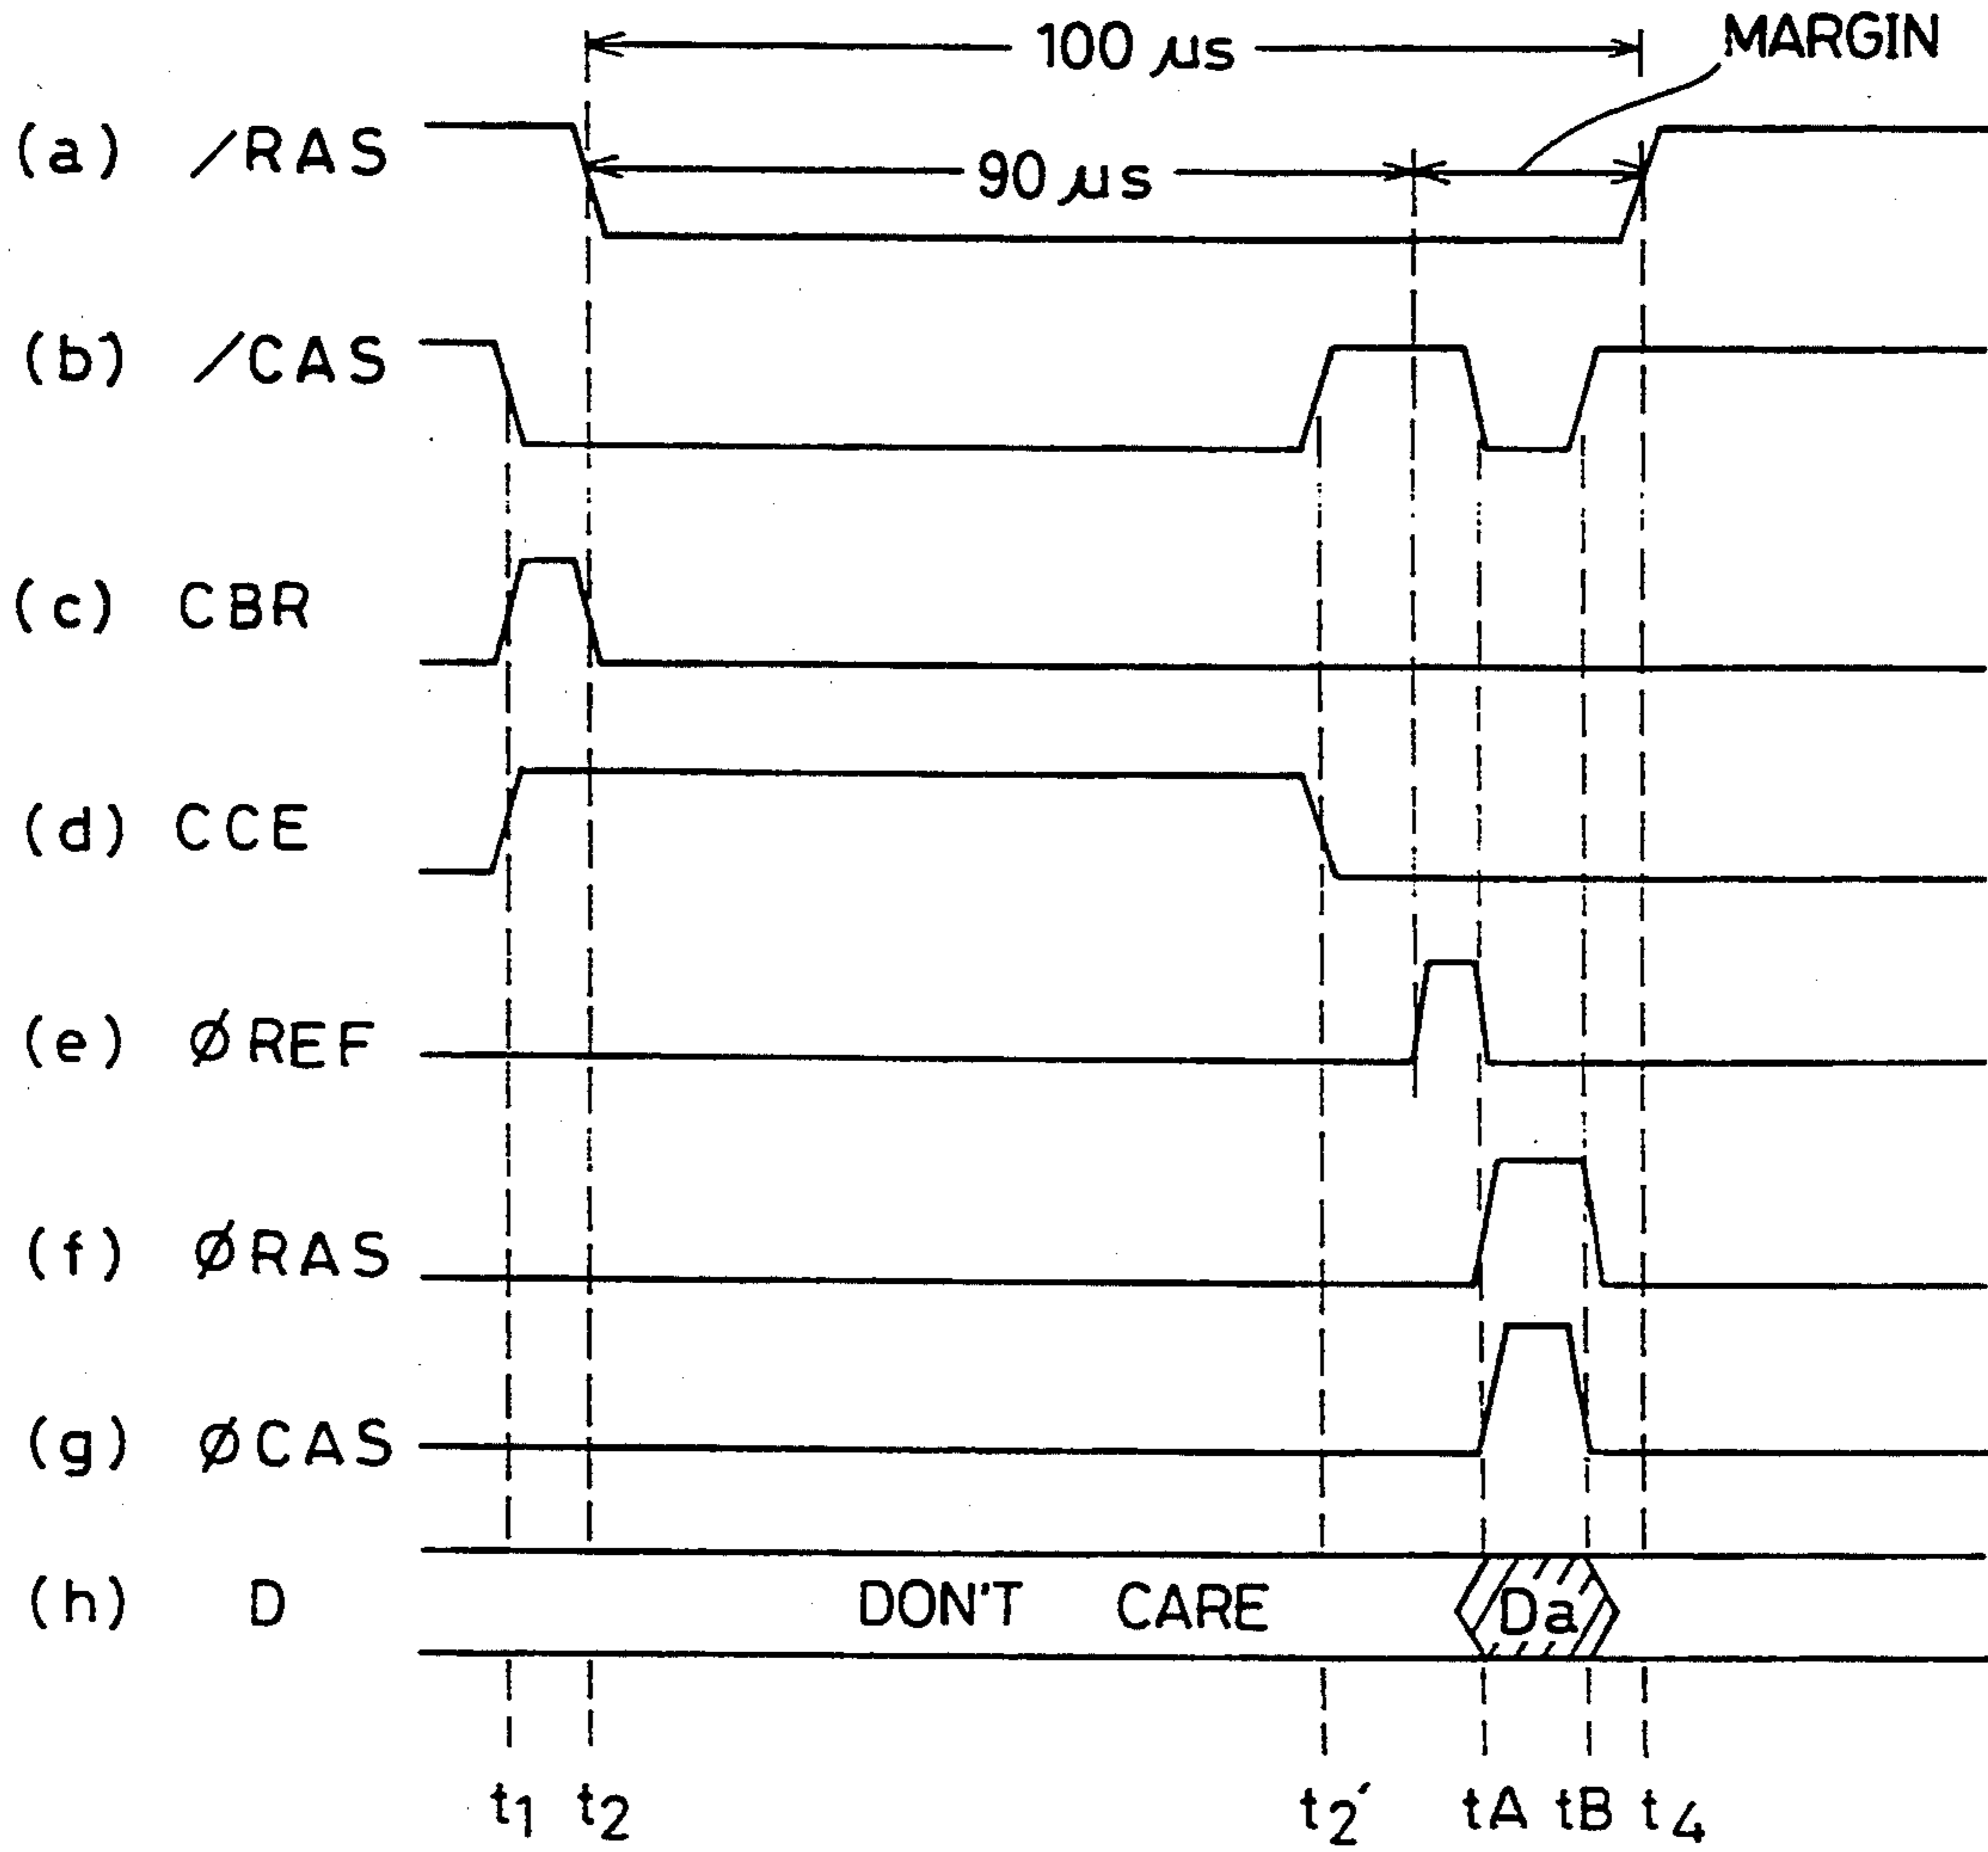 100 μs
MARGIN
(a) /RAS
90 μs
(b) /CAS
(c) CBR
(d) CCE
(e) ØREF
(f) ØRAS
(g) ØCAS
(h) D DON'T CARE Da
t1 t2 t2' tA tB t4